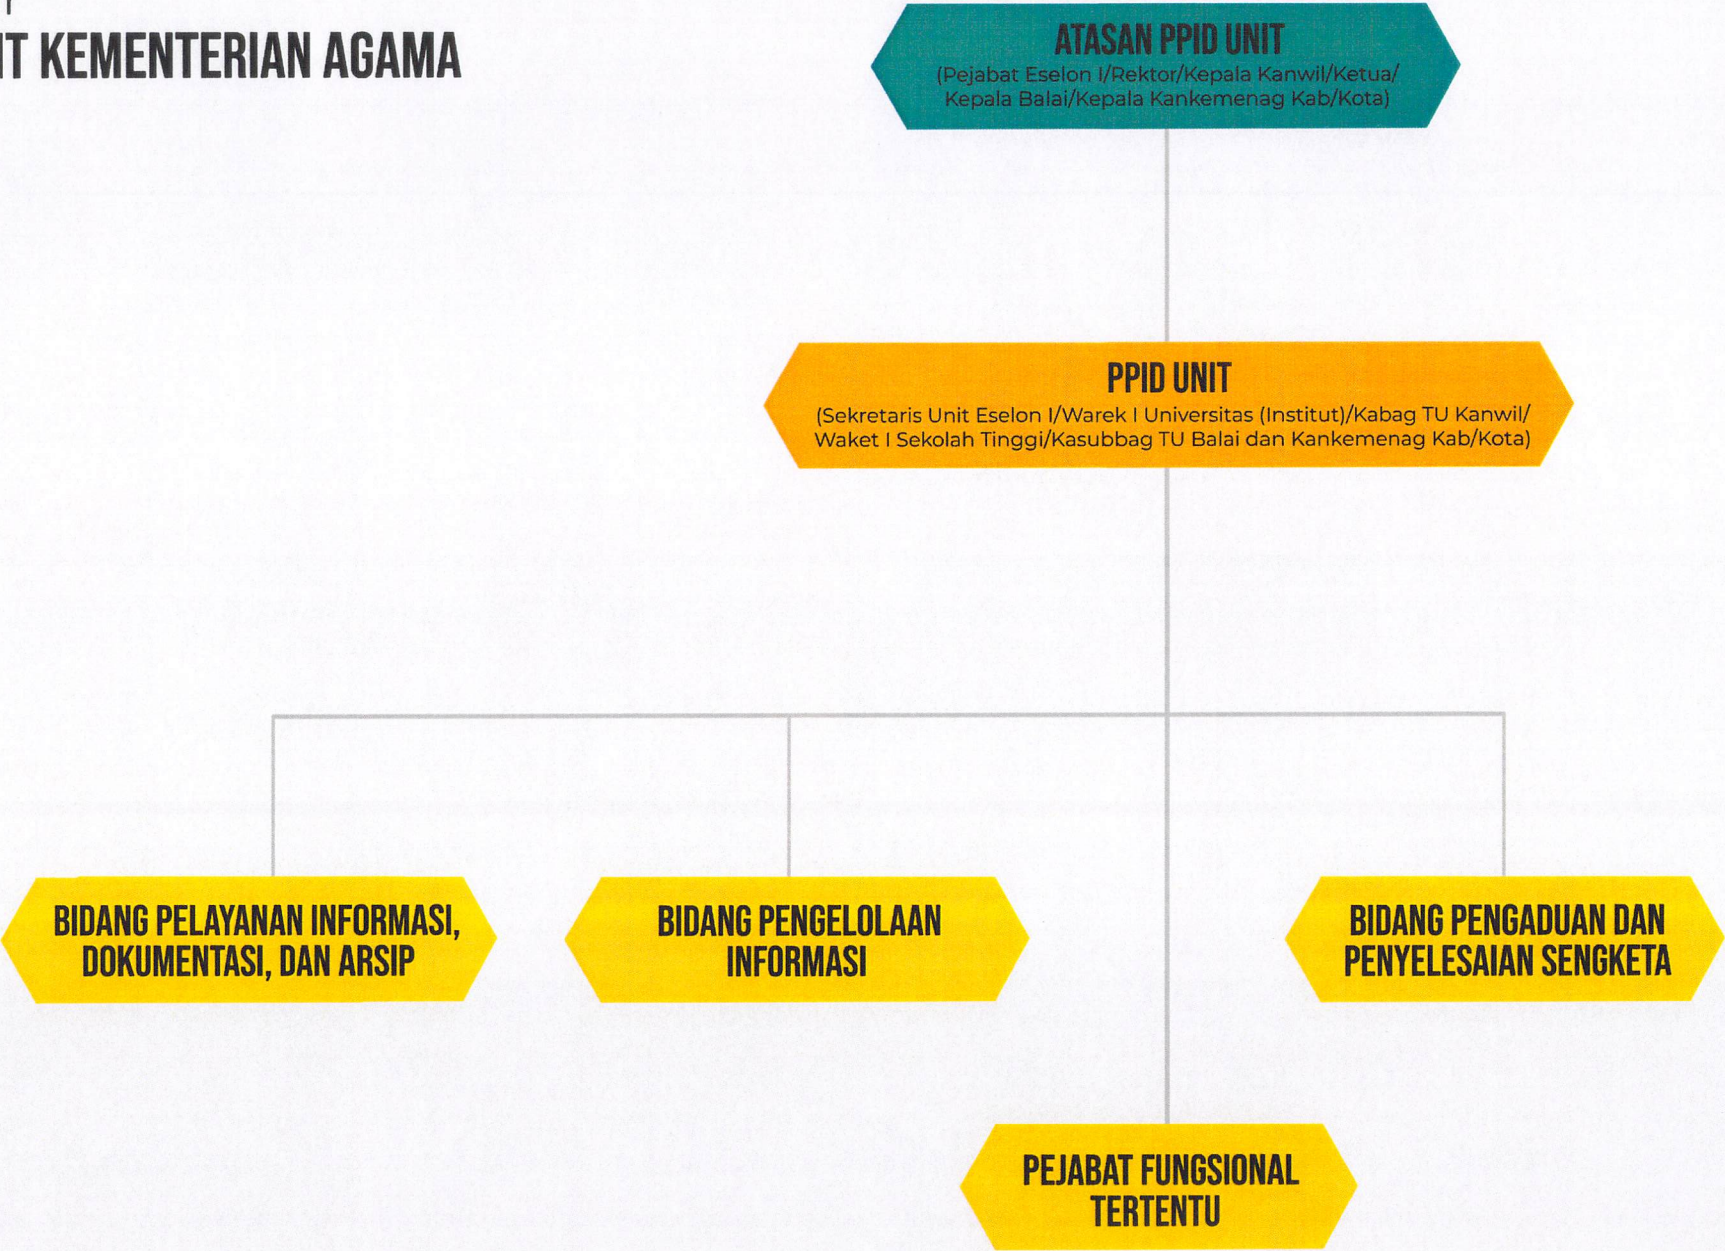 KEMENTERIAN AGAMA
ATASAN PPID UNIT
(Pejabat Eselon I/Rektor/Kepala Kanwil/Ketua/
Kepala Balai/Kepala Kankemenag Kab/Kota)
PPID UNIT
(Sekretaris Unit Eselon I/Warek I Universitas (Institut)/Kabag TU Kanwil/
Waket I Sekolah Tinggi/Kasubbag TU Balai dan Kankemenag Kab/Kota)
BIDANG PELAYANAN INFORMASI,
DOKUMENTASI, DAN ARSIP
BIDANG PENGELOLAAN
INFORMASI
BIDANG PENGADUAN DAN
PENYELESAIAN SENGKETA
PEJABAT FUNGSIONAL
TERTENTU